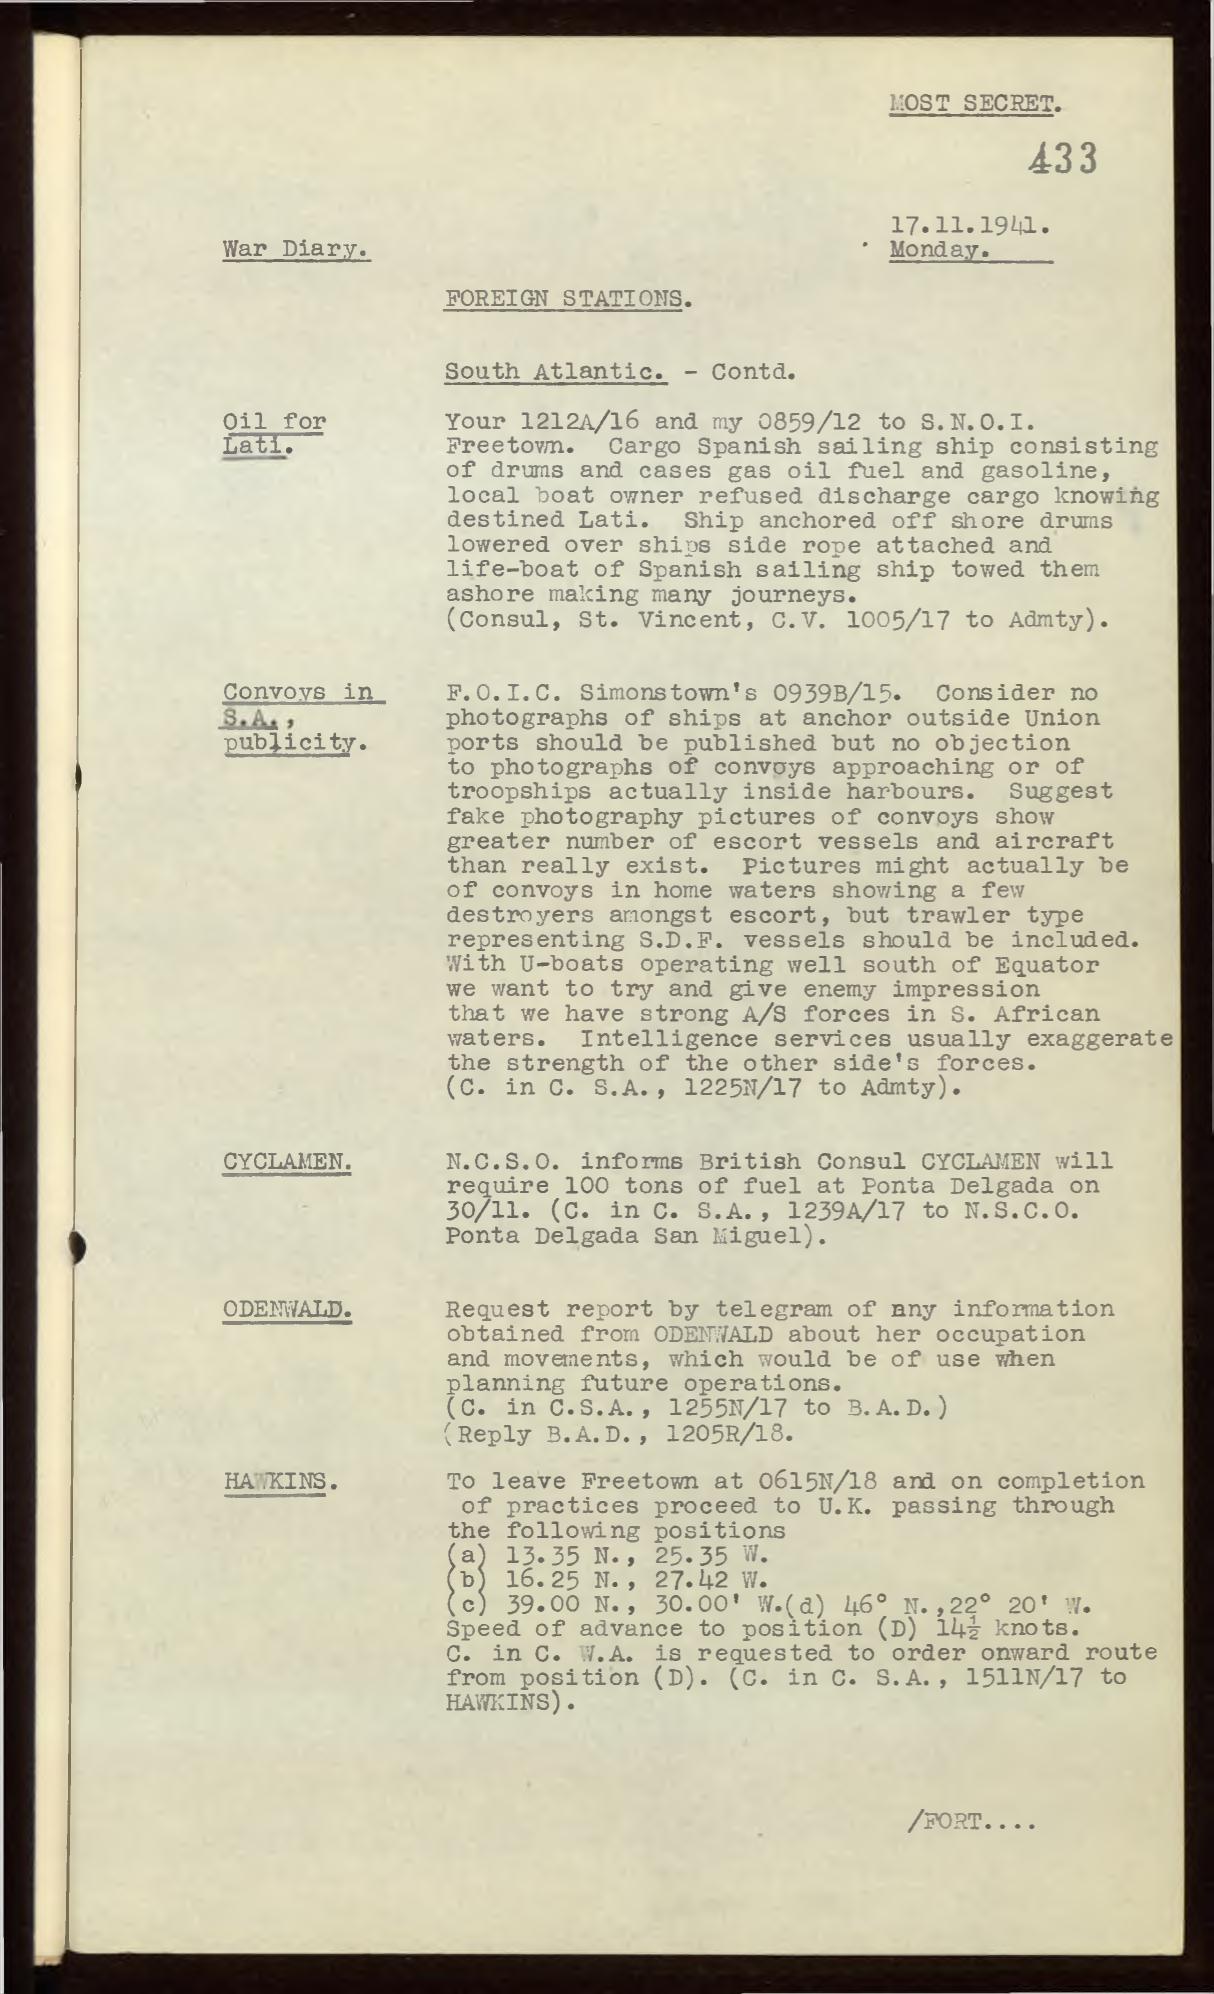 MOST SECRET.
433
17.11.1941.
War Diary.
Monday.
FOREIGN STATIONS.
South Atlantic. - Contd.
Oil for
Lati.
Your 1212A/16 and my 0859/12 to S.N.O.I.
Freetown. Cargo Spanish sailing ship consisting
of drums and cases gas oil fuel and gasoline,
local boat owner refused discharge cargo knowing
destined Lati. Ship anchored off shore drums
lowered over ships side rope attached and
life-boat of Spanish sailing ship towed them
ashore making many journeys.
(Consul, St. Vincent, C.V. 1005/17 to Admty).
Convoys in
S.A.,
publicity.
F.O.I.C. Simonstown's 0939B/15. Consider no
photographs of ships at anchor outside Union
ports should be published but no objection
to photographs of convoys approaching or of
troopships actually inside harbours. Suggest
fake photography pictures of convoys show
greater number of escort vessels and aircraft
than really exist. Pictures might actually be
of convoys in home waters showing a few
destroyers amongst escort, but trawler type
representing S.D.F. vessels should be included.
With U-boats operating well south of Equator
we want to try and give enemy impression
that we have strong A/S forces in S. African
waters. Intelligence services usually exaggerate
the strength of the other side's forces.
(C. in C. S.A., 1225N/17 to Admty).
CYCLAMEN.
N.C.S.O. informs British Consul CYCLAMEN will
require 100 tons of fuel at Ponta Delgada on
30/11. (C. in C. S.A., 1239A/17 to N.S.C.O.
Ponta Delgada San Miguel).
ODENWALD.
Request report by telegram of any information
obtained from ODENWALD about her occupation
and movements, which would be of use when
planning future operations.
(C. in C.S.A., 1255N/17 to B.A.D.)
(Reply B.A.D., 1205R/18.
HAWKINS.
To leave Freetown at 0615N/18 and on completion
of practices proceed to U.K. passing through
the following positions
(a) 13.35 N., 25.35 W.
(b) 16.25 N., 27.42 W.
(c) 39.00 N., 30.00' W.(d) 46° N.,22° 20' W.
Speed of advance to position (D) 14½ knots.
C. in C. W.A. is requested to order onward route
from position (D). (C. in C. S.A., 1511N/17 to
HAWKINS).
/FORT....